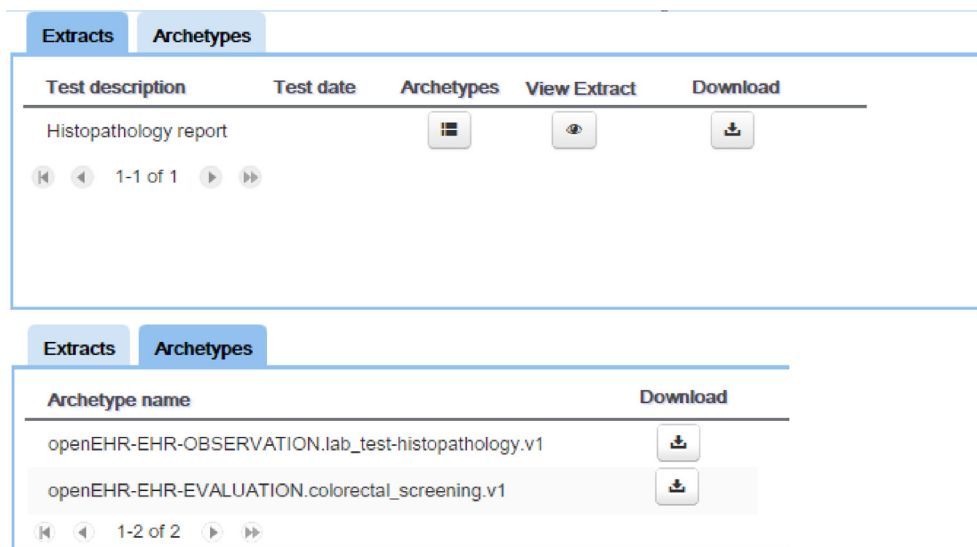 Extracts Archetypes
Test description Test date Archetypes View Extract Download
Histopathology report
1-1 of 1
Extracts Archetypes
Archetype name Download
openEHR-EHR-OBSERVATION.lab_test-histopathology.v1
openEHR-EHR-EVALUATION.colorectal_screening.v1
1-2 of 2